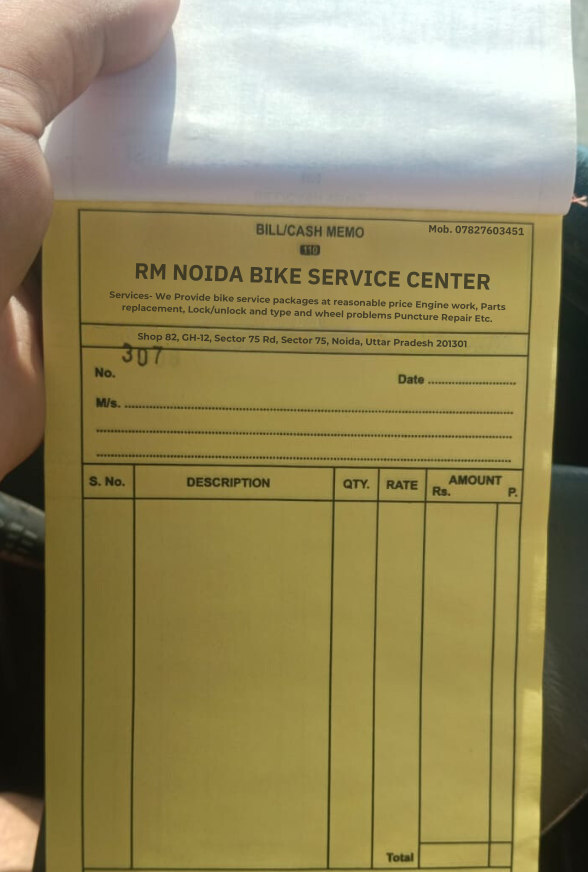 BILL/CASH MEMO
Mob. 07827603451
110
RM NOIDA BIKE SERVICE CENTER
Services- We Provide bike service packages at reasonable price Engine work, Parts
replacement, Lock/unlock and type and wheel problems Puncture Repair Etc.
Shop 82, GH-12, Sector 75 Rd, Sector 75, Noida, Uttar Pradesh 201301
307
No.
Date
M/s.
S. No. DESCRIPTION QTY. RATE AMOUNT
Rs. P.
Total